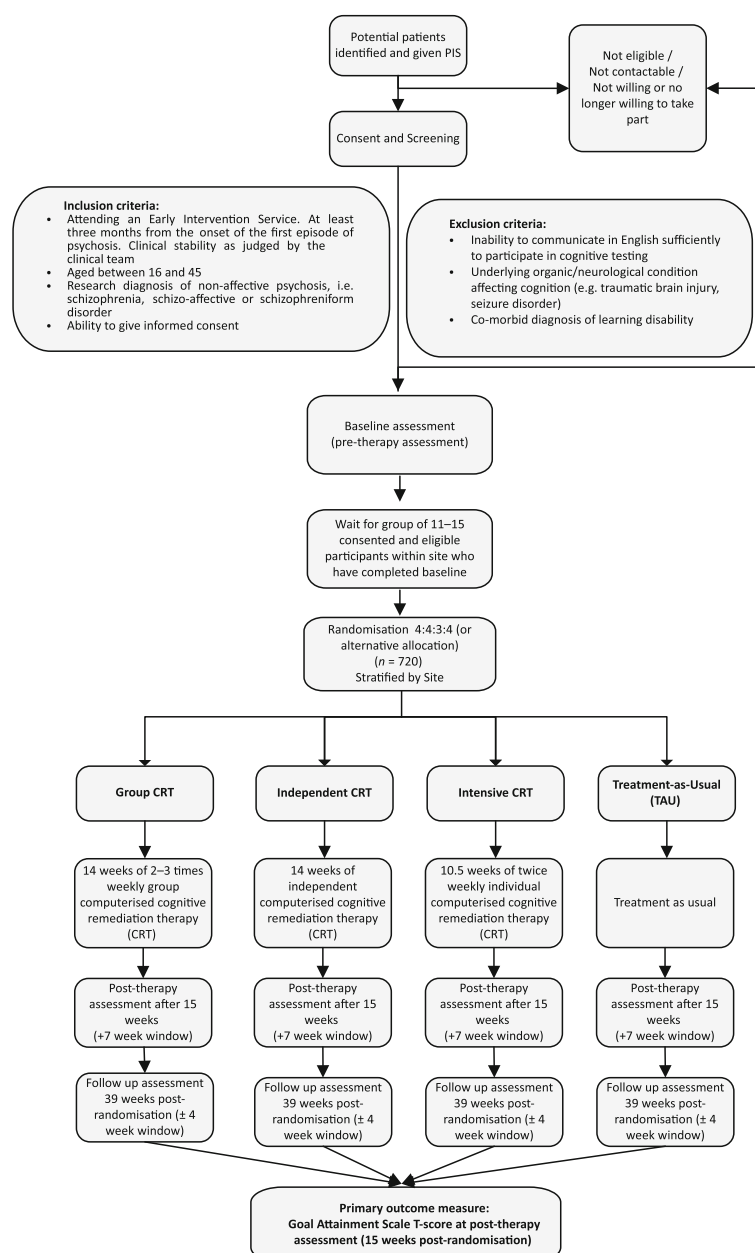 Potential patients
identified and given PIS
Not eligible /
Not contactable /
Not willing or no
longer willing to take
part
Consent and Screening
Inclusion criteria:
• Attending an Early Intervention Service. At least
three months from the onset of the first episode of
psychosis. Clinical stability as judged by the
clinical team
• Aged between 16 and 45
• Research diagnosis of non-affective psychosis, i.e.
schizophrenia, schizo-affective or schizophreniform
disorder
• Ability to give informed consent
Exclusion criteria:
• Inability to communicate in English sufficiently
to participate in cognitive testing
• Underlying organic/neurological condition
affecting cognition (e.g. traumatic brain injury,
seizure disorder)
• Co-morbid diagnosis of learning disability
Baseline assessment
(pre-therapy assessment)
Wait for group of 11–15
consented and eligible
participants within site who
have completed baseline
Randomisation 4:4:3:4 (or
alternative allocation)
(n = 720)
Stratified by Site
Group CRT
Independent CRT
Intensive CRT
Treatment-as-Usual
(TAU)
14 weeks of 2–3 times
weekly group
computerised cognitive
remediation therapy
(CRT)
14 weeks of
independent
computerised cognitive
remediation therapy
(CRT)
10.5 weeks of twice
weekly individual
computerised cognitive
remediation therapy
(CRT)
Treatment as usual
Post-therapy
assessment after 15
weeks
(+7 week window)
Post-therapy
assessment after 15
weeks
(+7 week window)
Post-therapy
assessment after 15
weeks
(+7 week window)
Post-therapy
assessment after 15
weeks
(+7 week window)
Follow up assessment
39 weeks post-
randomisation (± 4
week window)
Follow up assessment
39 weeks post-
randomisation (± 4
week window)
Follow up assessment
39 weeks post-
randomisation (± 4
week window)
Follow up assessment
39 weeks post-
randomisation (± 4
week window)
Primary outcome measure:
Goal Attainment Scale T-score at post-therapy
assessment (15 weeks post-randomisation)